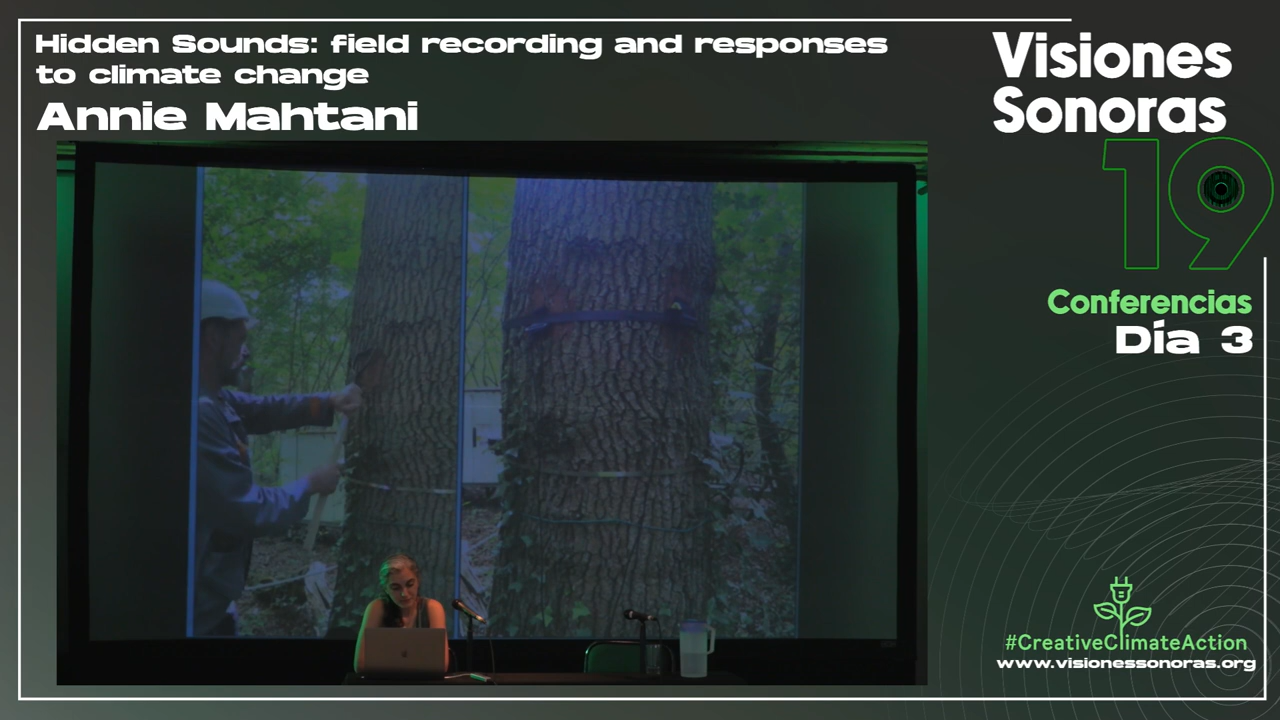 Hidden Sounds: field recording and responses
to climate change
Annie Mahtani
Visiones
Sonoras
19
Conferencias
Día 3
#CreativeClimateAction
www.visionessonoras.org